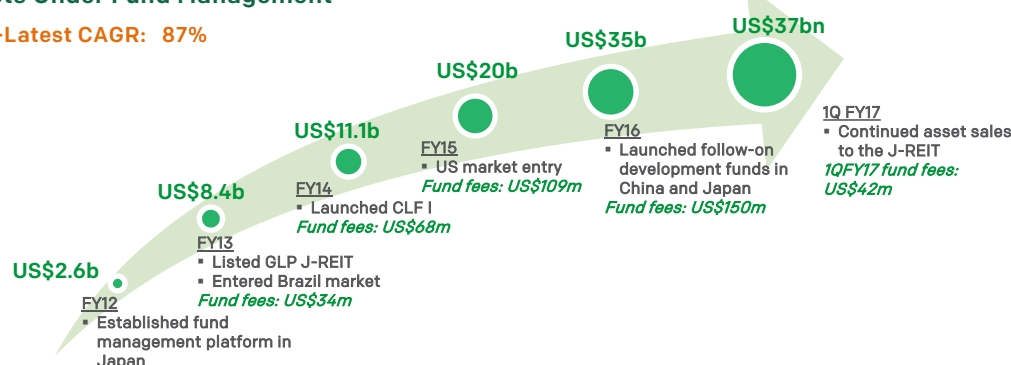 Under Fund Management
-Latest CAGR: 87%
US$37bn
US$35b
US$20b
US$11.1b
US$8.4b
US$2.6b
FY12
▪ Established fund
management platform in
Japan
FY13
▪ Listed GLP J-REIT
▪ Entered Brazil market
Fund fees: US$34m
FY14
▪ Launched CLF I
Fund fees: US$68m
FY15
▪ US market entry
Fund fees: US$109m
FY16
▪ Launched follow-on
development funds in
China and Japan
Fund fees: US$150m
1Q FY17
▪ Continued asset sales
to the J-REIT
1QFY17 fund fees:
US$42m